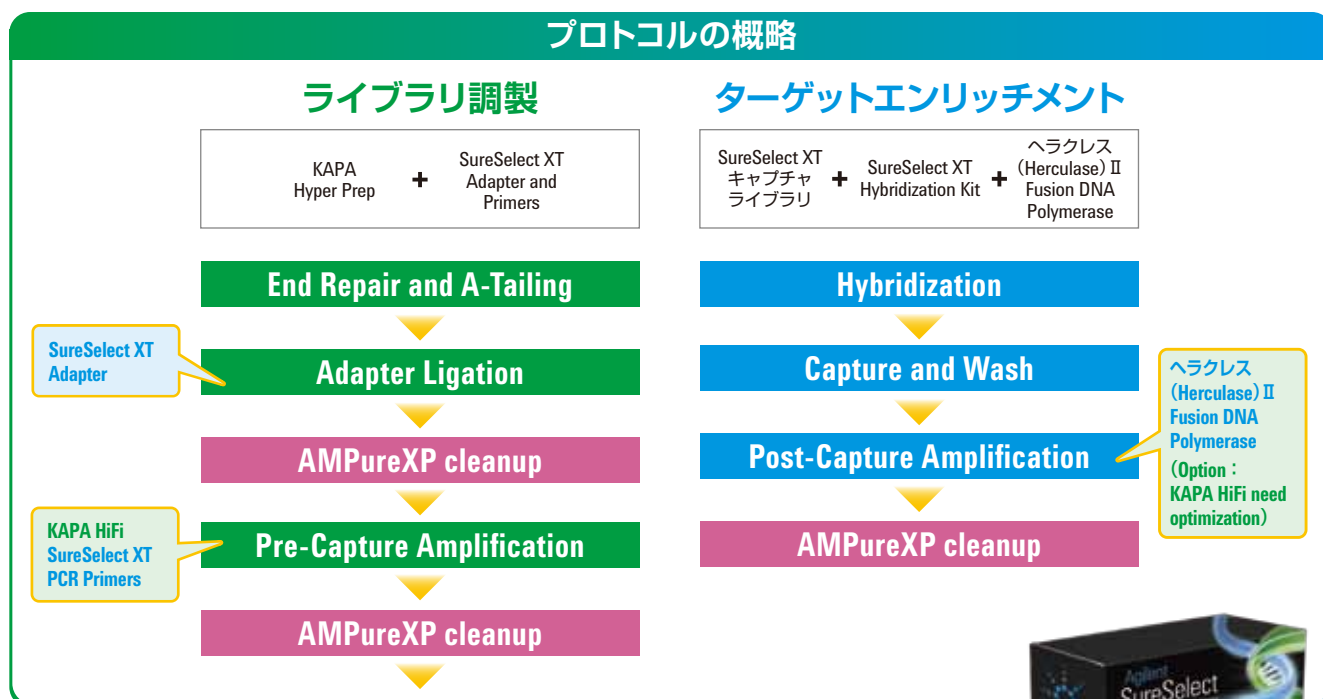 プロトコルの概略
ライブラリ調製
KAPA
Hyper Prep
+
SureSelect XT
Adapter and
Primers
End Repair and A-Tailing
SureSelect XT
Adapter
Adapter Ligation
AMPureXP cleanup
KAPA HiFi
SureSelect XT
PCR Primers
Pre-Capture Amplification
AMPureXP cleanup
ターゲットエンリッチメント
SureSelect XT
キャプチャ
ライブラリ
+
SureSelect XT
Hybridization Kit
+
ヘラクレス
(Herculase)Ⅱ
Fusion DNA
Polymerase
Hybridization
Capture and Wash
Post-Capture Amplification
ヘラクレス
(Herculase)Ⅱ
Fusion DNA
Polymerase
(Option:
KAPA HiFi need
optimization)
AMPureXP cleanup
Agilent
SureSelect